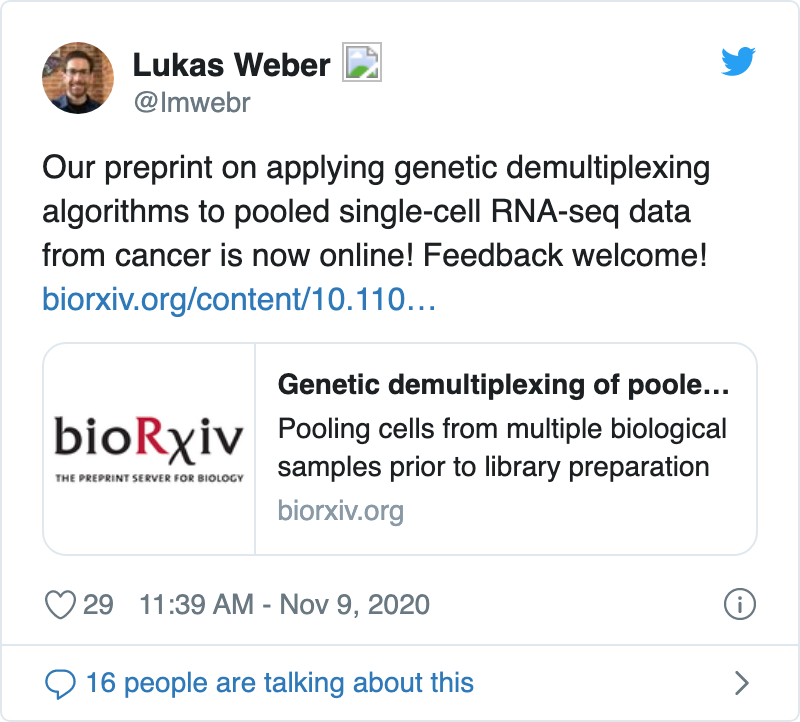 Lukas Weber
@lmwebr
Our preprint on applying genetic demultiplexing
algorithms to pooled single-cell RNA-seq data
from cancer is now online! Feedback welcome!
biorxiv.org/content/10.110…
bioRxiv
THE PREPRINT SERVER FOR BIOLOGY
Genetic demultiplexing of poole…
Pooling cells from multiple biological
samples prior to library preparation
biorxiv.org
29 11:39 AM - Nov 9, 2020
16 people are talking about this